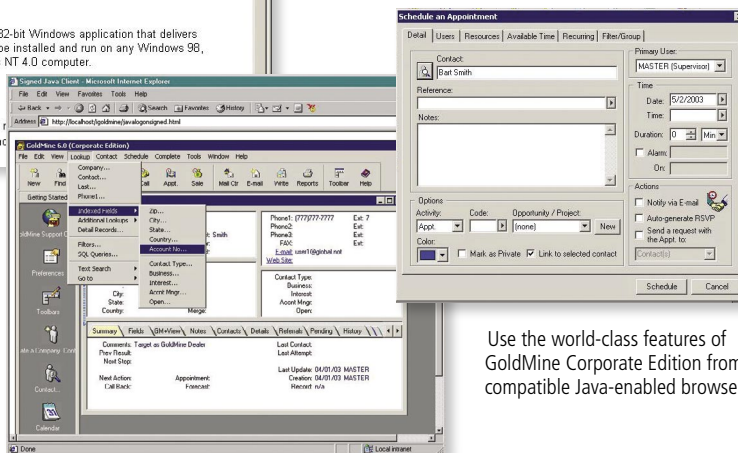 32-bit Windows application that delivers
be installed and run on any Windows 98,
NT 4.0 computer.
Signed Java Client - Microsoft Internet Explorer
File Edit View Favorites Tools Help
Back Search Favorites History
Address http://localhost/goldmine/javalogonsigned.html
GoldMine 6.0 (Corporate Edition)
File Edit View Lookup Contact Schedule Complete Tools Window Help
New Find Call Appt. Sale Mail Ctr E-mail Write Reports Toolbar Help
Getting Started
Company...
Contact...
Last...
Phone1...
Indexed Fields
Additional Lookups
Detail Records...
Filters...
SQL Queries...
Text Search
Go to
Zip...
City...
State...
Country...
Account No...
Contact Type...
Business...
Interest...
Acnt Mngr...
Open...
Preferences
Toolbars
Contact...
Calendar
Smith
City:
State:
Country: Merge:
Phone1: (777)777-7777 Ext: 7
Phone2: Ext:
Phone3: Ext:
FAX: Ext:
E-mail: user1@global.net
Web Site:
Contact Type:
Business:
Interest:
Acont Mngr:
Open:
Summary Fields GM+View Notes Contacts Details Referrals Pending History
Comments: Target as GoldMine Dealer Last Contact:
Prev Result: Last Attempt:
Next Step:
Last Update: 04/01/03 MASTER
Next Action: Appointment: Creation: 04/01/03 MASTER
Call Back: Forecast: Record: n/a
Done Local intranet
Schedule an Appointment
Detail Users Resources Available Time Recurring Filter/Group
Contact:
Bart Smith
Reference:
Notes:
Primary User:
MASTER (Supervisor)
Time
Date: 5/2/2003
Time:
Duration: 0 Min
Alarm:
On:
Options
Activity: Code: Opportunity / Project:
Appt. (none) New
Color:
Mark as Private Link to selected contact
Actions
Notify via E-mail
Auto-generate RSVP
Send a request with
the Appt. to:
Contact(s)
Schedule Cancel
Use the world-class features of
GoldMine Corporate Edition from
compatible Java-enabled browse